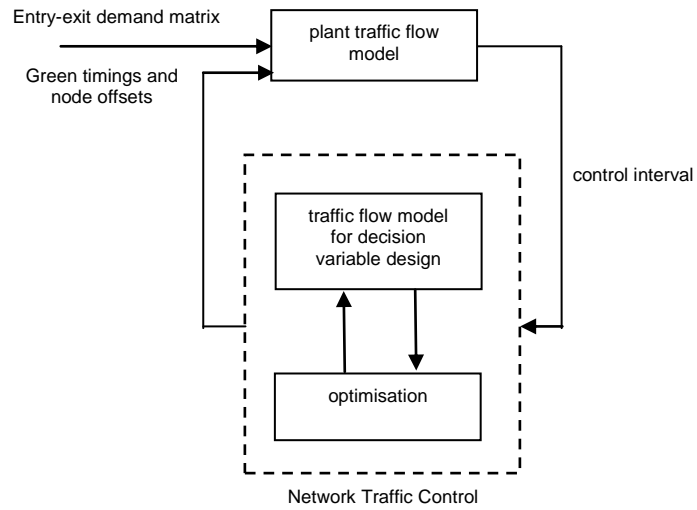 Entry-exit demand matrix
plant traffic flow
model
Green timings and
node offsets
control interval
traffic flow model
for decision
variable design
optimisation
Network Traffic Control